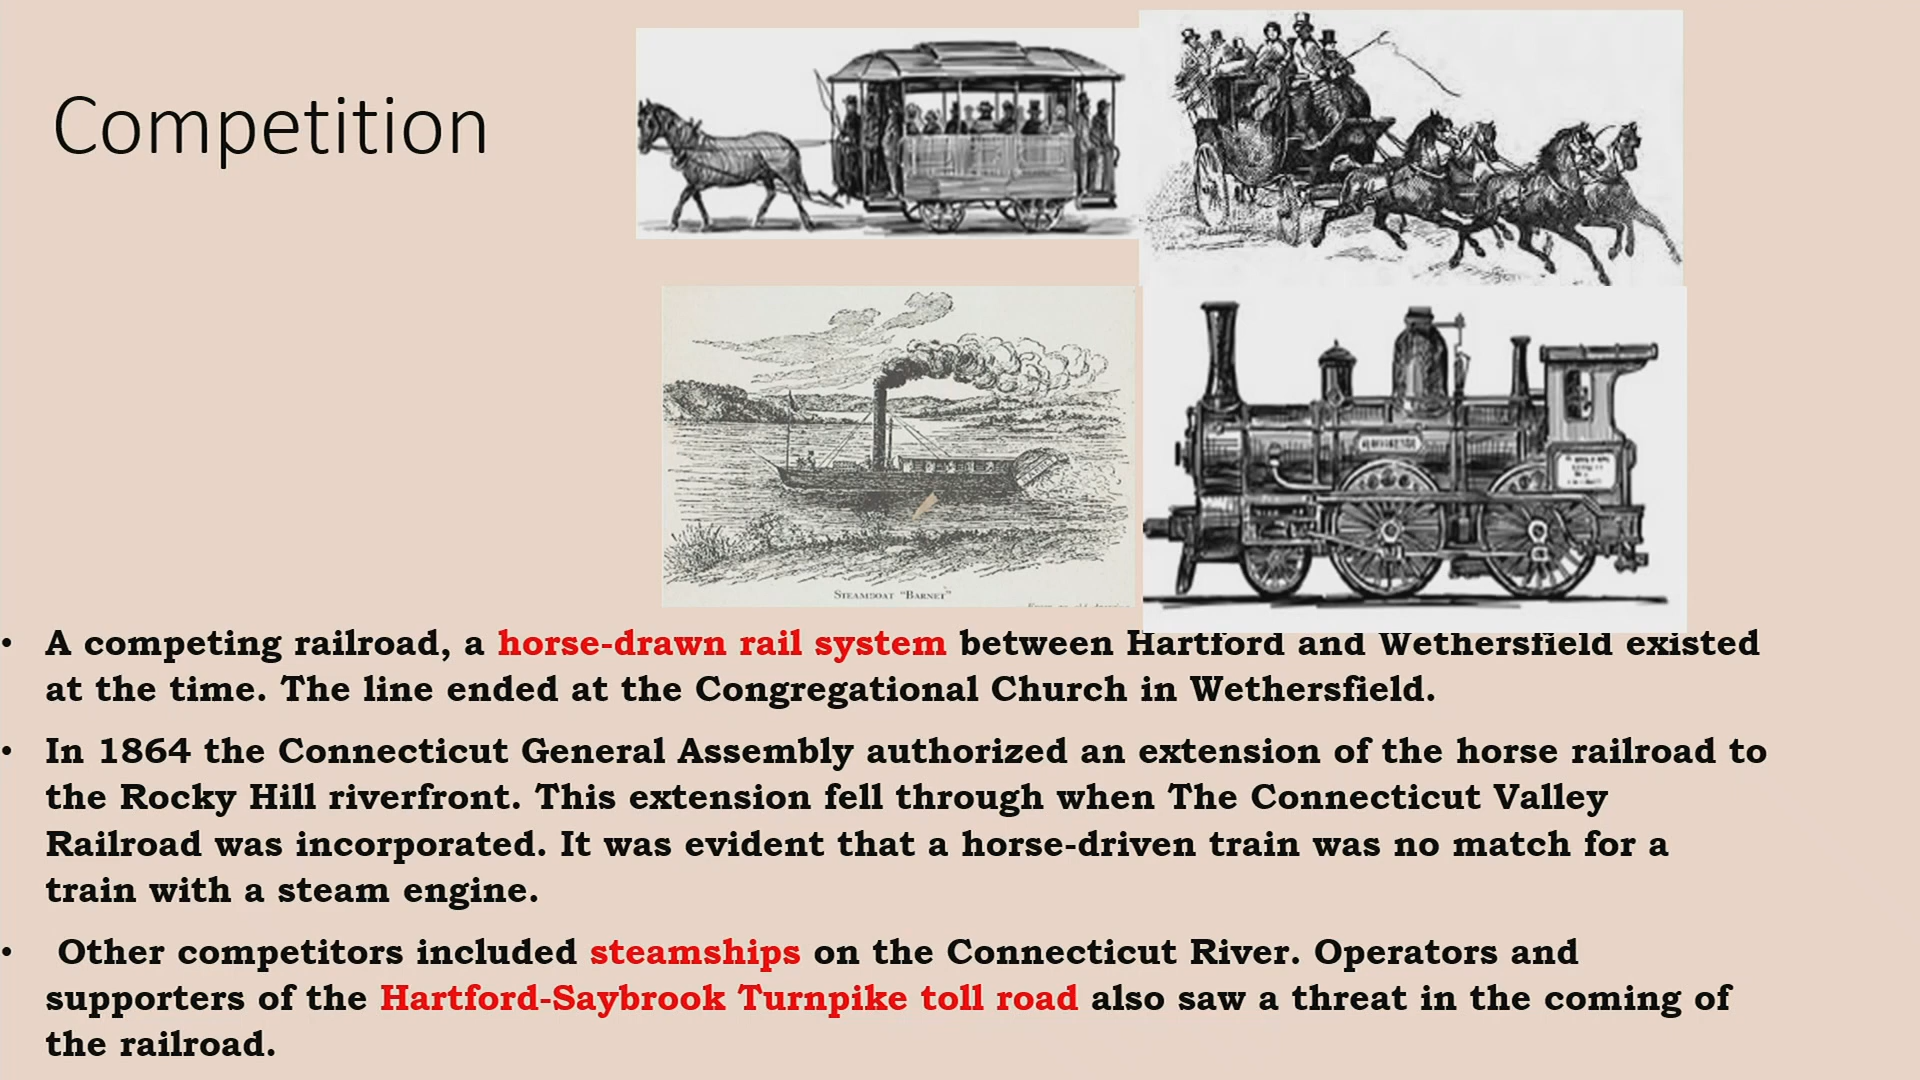 Competition
STEAMBOAT "BARNET"
• A competing railroad, a horse-drawn rail system between Hartford and Wethersfield existed
at the time. The line ended at the Congregational Church in Wethersfield.
• In 1864 the Connecticut General Assembly authorized an extension of the horse railroad to
the Rocky Hill riverfront. This extension fell through when The Connecticut Valley
Railroad was incorporated. It was evident that a horse-driven train was no match for a
train with a steam engine.
• Other competitors included steamships on the Connecticut River. Operators and
supporters of the Hartford-Saybrook Turnpike toll road also saw a threat in the coming of
the railroad.